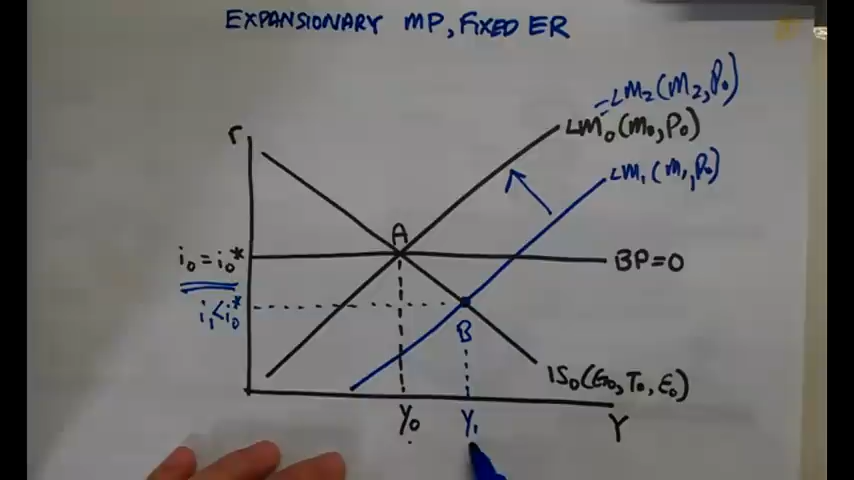 EXPANSIONARY MP, FIXED ER
=LM₂(M₂,P₀)
LM₀(M₀,P₀)
r
LM₁(M₁,P₀)
A
i₀=i₀*
BP=0
i₁<i₀*
B
IS₀(G₀,T₀,E₀)
Y₀
Y₁
Y